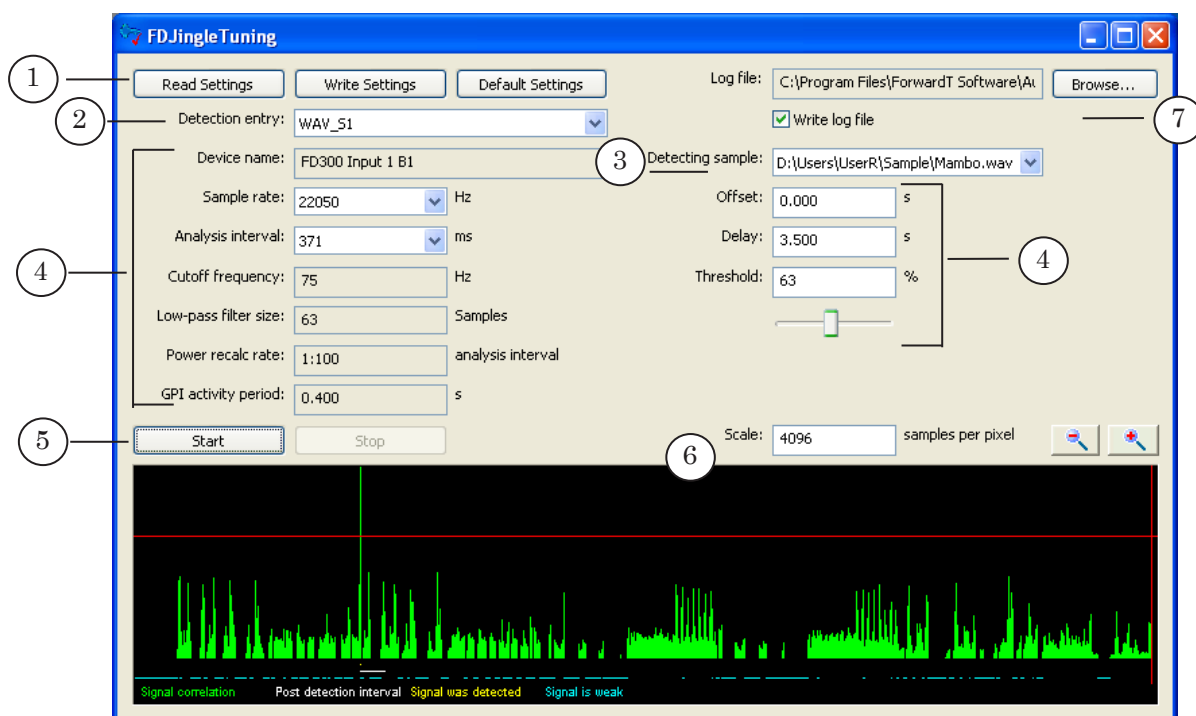 FDJingleTuning
1 Read Settings Write Settings Default Settings Log file: C:\Program Files\ForwardT Software\Au Browse...
2 Detection entry: WAV_S1 Write log file 7
Device name: FD300 Input 1 B1 3 Detecting sample: D:\Users\UserR\Sample\Mambo.wav
Sample rate: 22050 Hz Offset: 0.000 s
Analysis interval: 371 ms Delay: 3.500 s
4 Cutoff frequency: 75 Hz Threshold: 63 % 4
Low-pass filter size: 63 Samples
Power recalc rate: 1:100 analysis interval
GPI activity period: 0.400 s
5 Start Stop 6 Scale: 4096 samples per pixel
Signal correlation Post detection interval Signal was detected Signal is weak